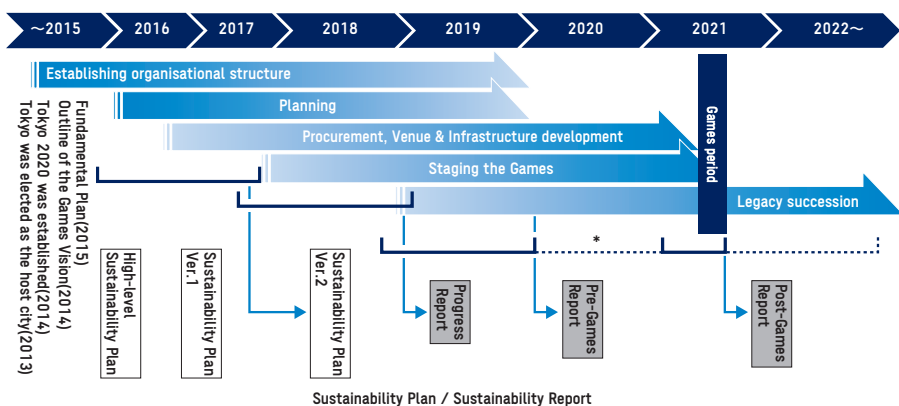 ~2015
2016
2017
2018
2019
2020
2021
2022~
Establishing organisational structure
Planning
Procurement, Venue & Infrastructure development
Staging the Games
Legacy succession
Games period
Fundamental Plan(2015)
Outline of the Games Vision(2014)
Tokyo 2020 was established(2014)
Tokyo was elected as the host city(2013)
*
High-level
Sustainability Plan
Sustainability Plan
Ver.1
Sustainability Plan
Ver.2
Progress
Report
Pre-Games
Report
Post-Games
Report
Sustainability Plan / Sustainability Report